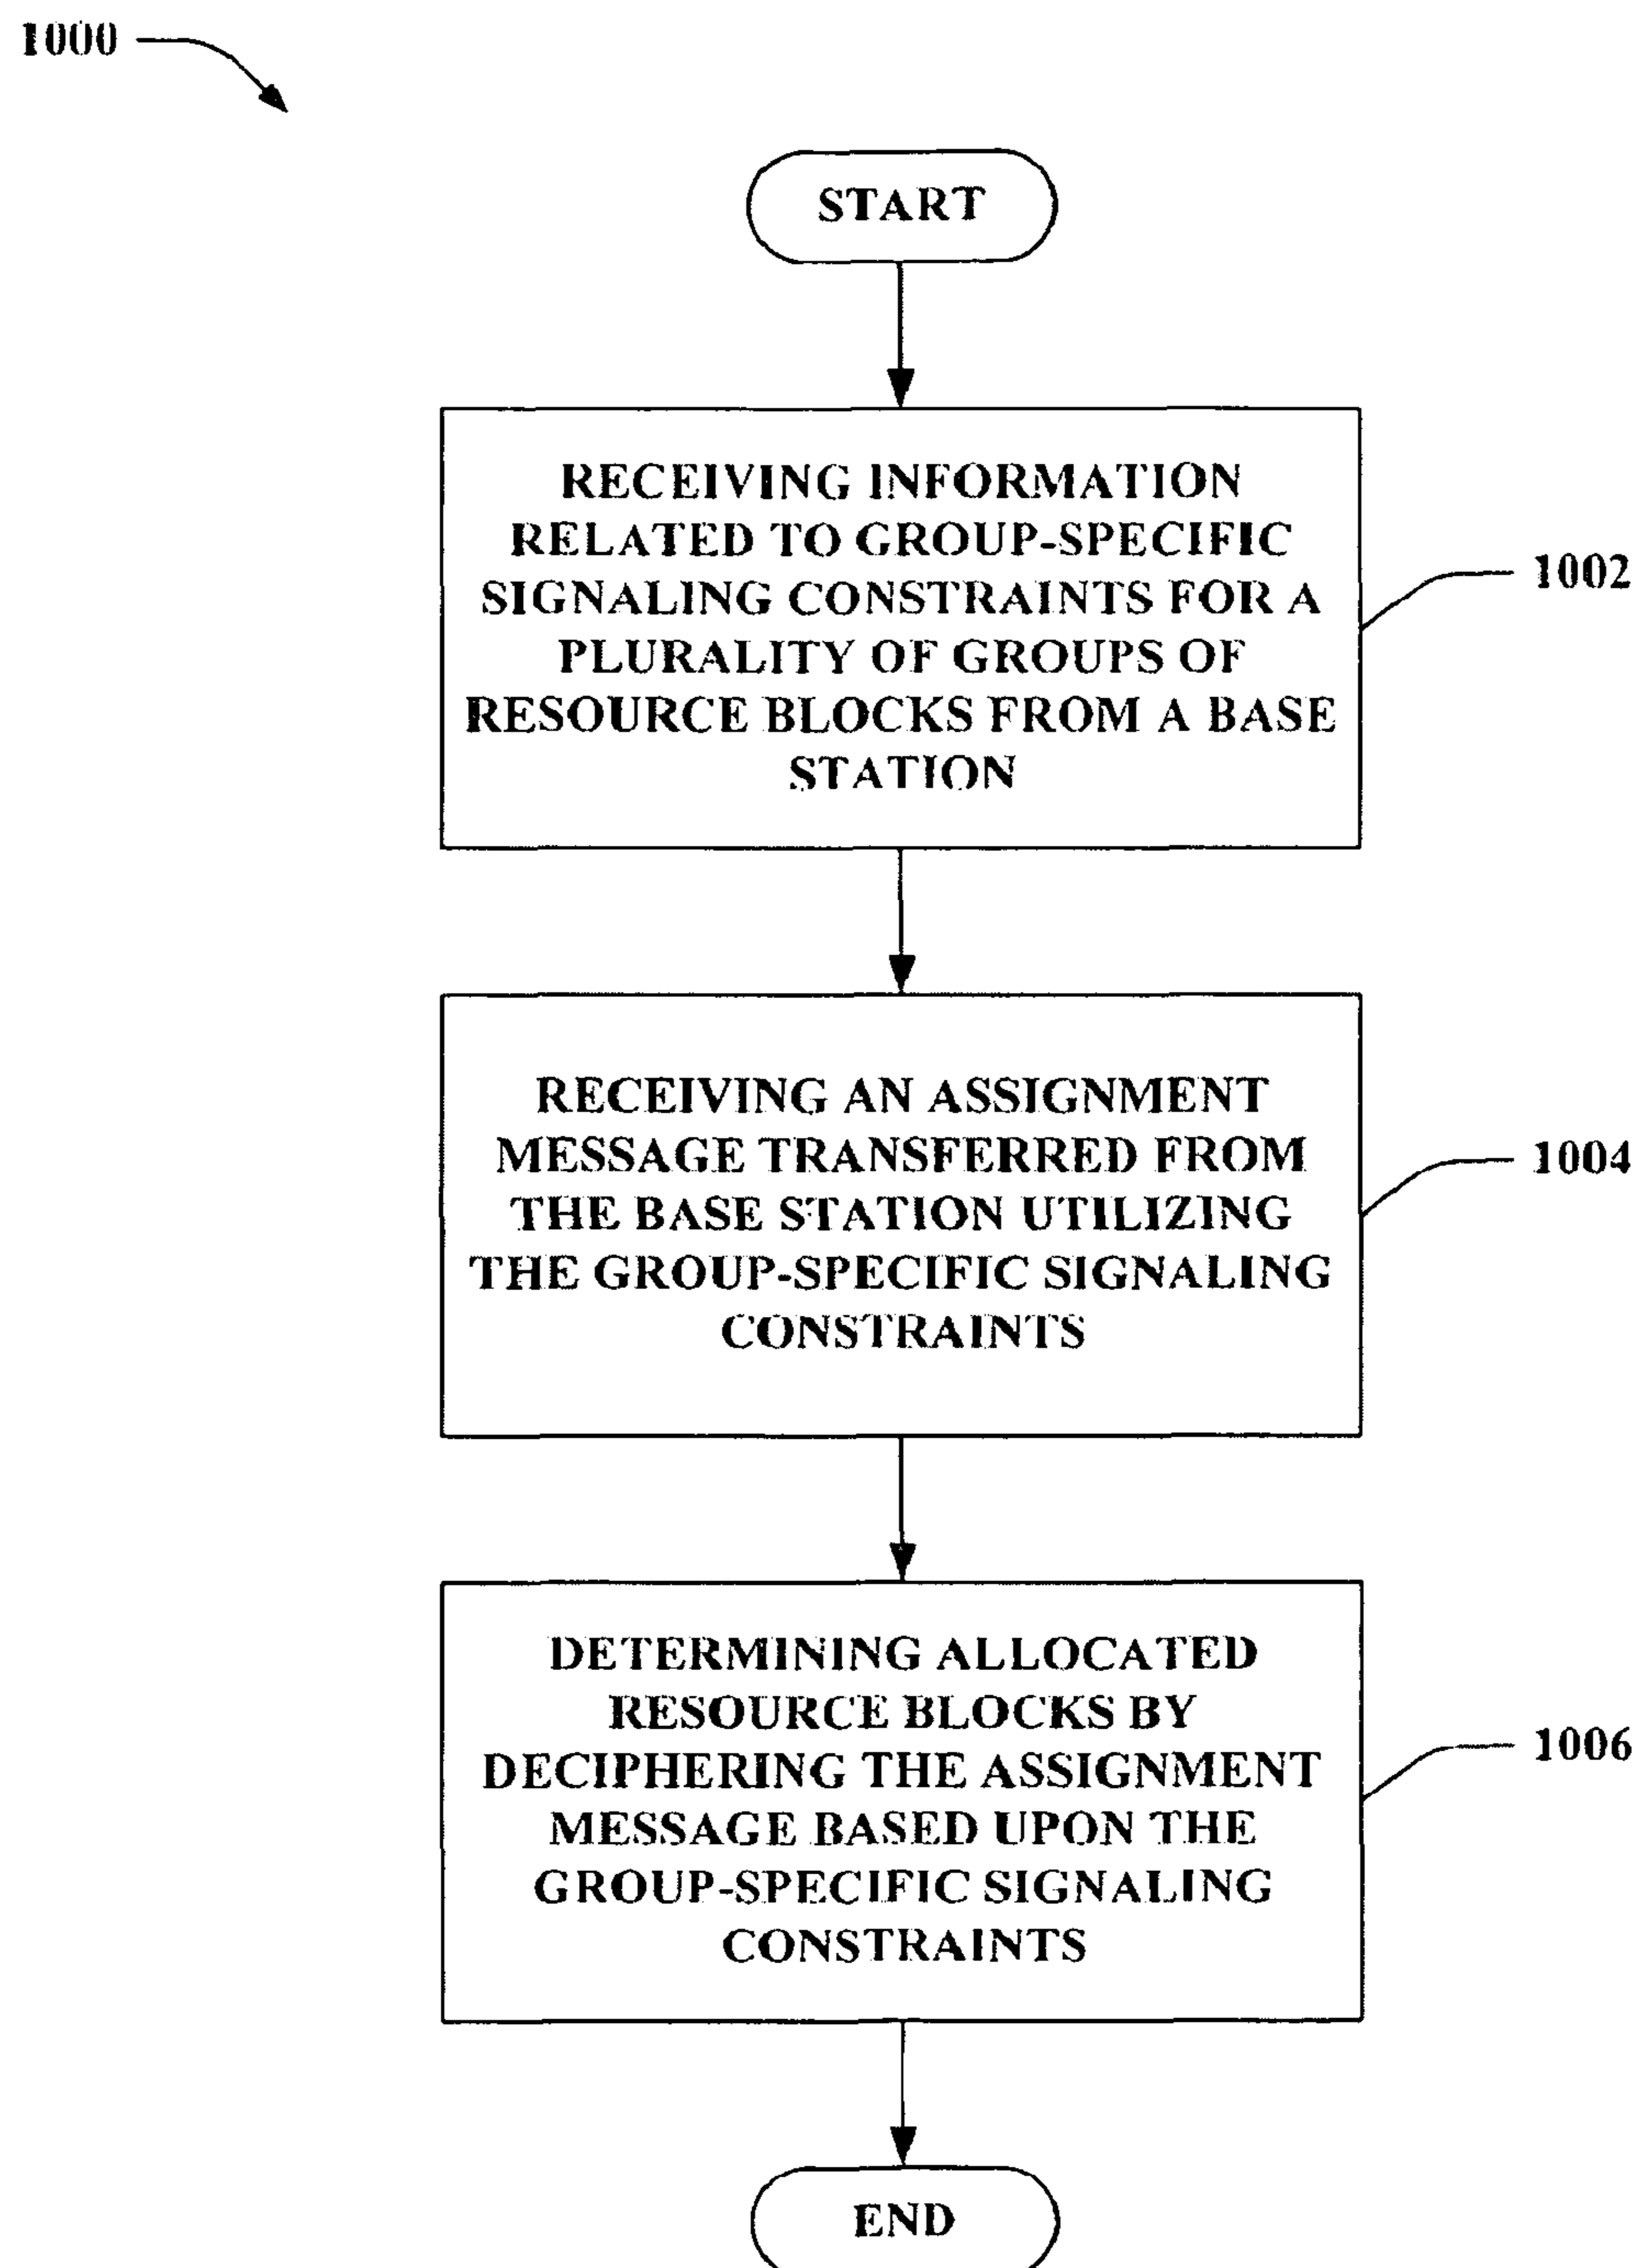 1000
START
RECEIVING INFORMATION
RELATED TO GROUP-SPECIFIC
SIGNALING CONSTRAINTS FOR A
PLURALITY OF GROUPS OF
RESOURCE BLOCKS FROM A BASE
STATION
1002
RECEIVING AN ASSIGNMENT
MESSAGE TRANSFERRED FROM
THE BASE STATION UTILIZING
THE GROUP-SPECIFIC SIGNALING
CONSTRAINTS
1004
DETERMINING ALLOCATED
RESOURCE BLOCKS BY
DECIPHERING THE ASSIGNMENT
MESSAGE BASED UPON THE
GROUP-SPECIFIC SIGNALING
CONSTRAINTS
1006
END